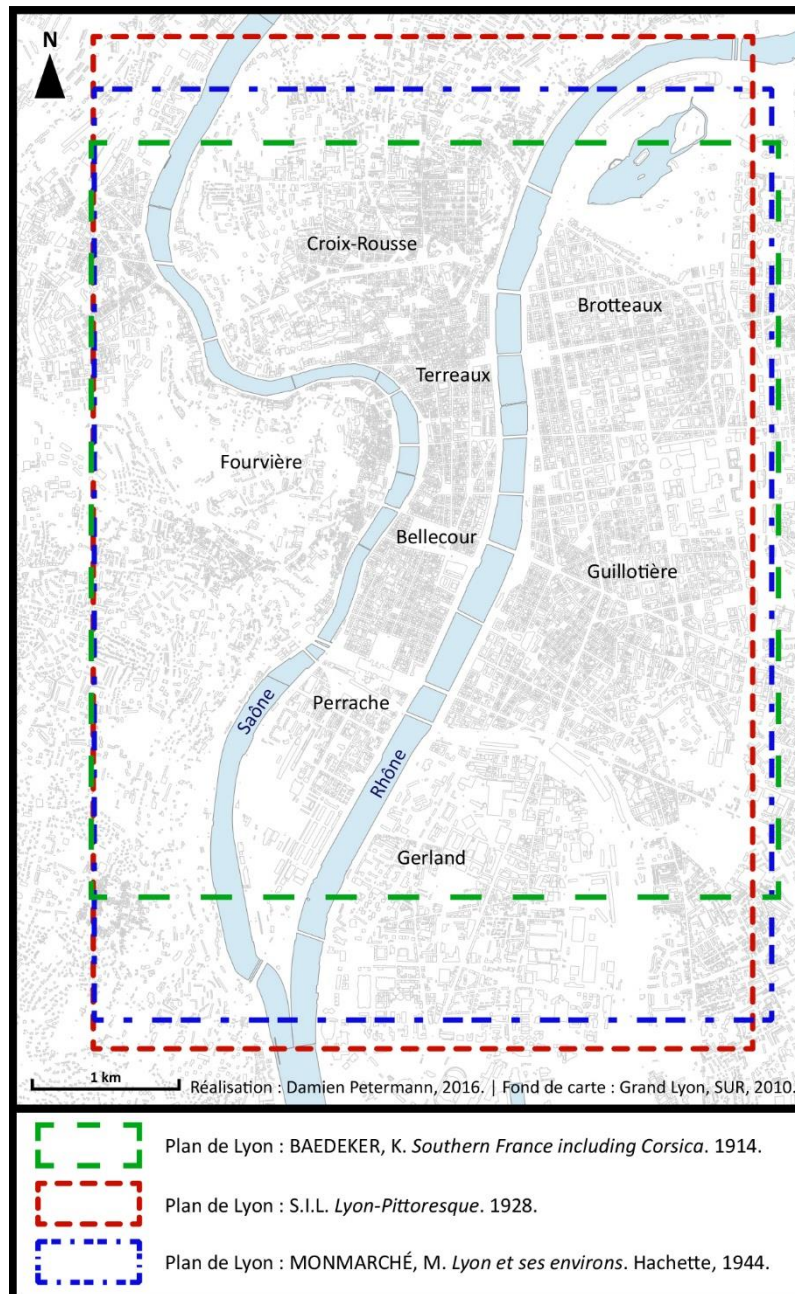 N
Croix-Rousse
Brotteaux
Terreaux
Fourvière
Bellecour
Guillotière
Saône
Perrache
Rhône
Gerland
1 km
Réalisation : Damien Petermann, 2016. | Fond de carte : Grand Lyon, SUR, 2010.
Plan de Lyon : BAEDEKER, K. Southern France including Corsica. 1914.
Plan de Lyon : S.I.L. Lyon-Pittoresque. 1928.
Plan de Lyon : MONMARCHÉ, M. Lyon et ses environs. Hachette, 1944.